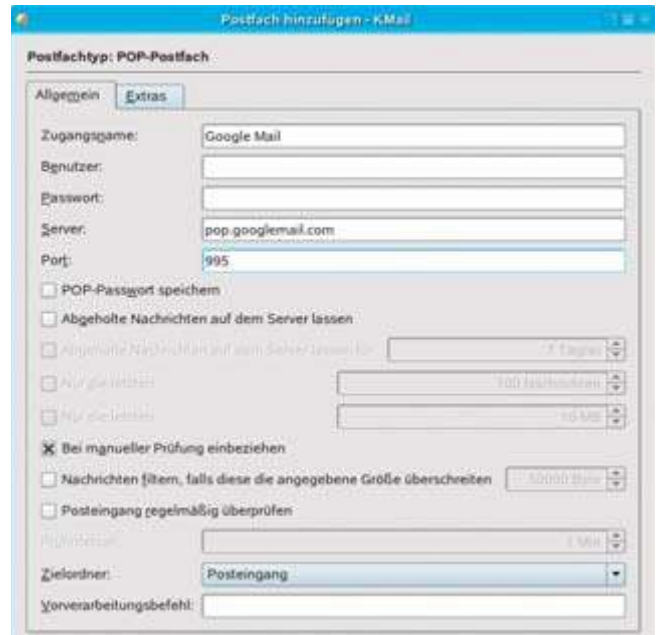 Postfach hinzufügen - KMail
Postfachtyp: POP-Postfach
Allgemein Extras
Zugangsname: Google Mail
Benutzer:
Passwort:
Server: pop.googlemail.com
Port: 995
POP-Passwort speichern
Abgeholte Nachrichten auf dem Server lassen
Abgeholte Nachrichten auf dem Server lassen für 7 Tag(e)
Nur die letzten 100 Nachrichten
Nur die letzten 10 MB
Bei manueller Prüfung einbeziehen
Nachrichten filtern, falls diese die angegebene Größe überschreiten 50000 Byte
Posteingang regelmäßig überprüfen
1 Min
Zielordner: Posteingang
Vorverarbeitungsbefehl: